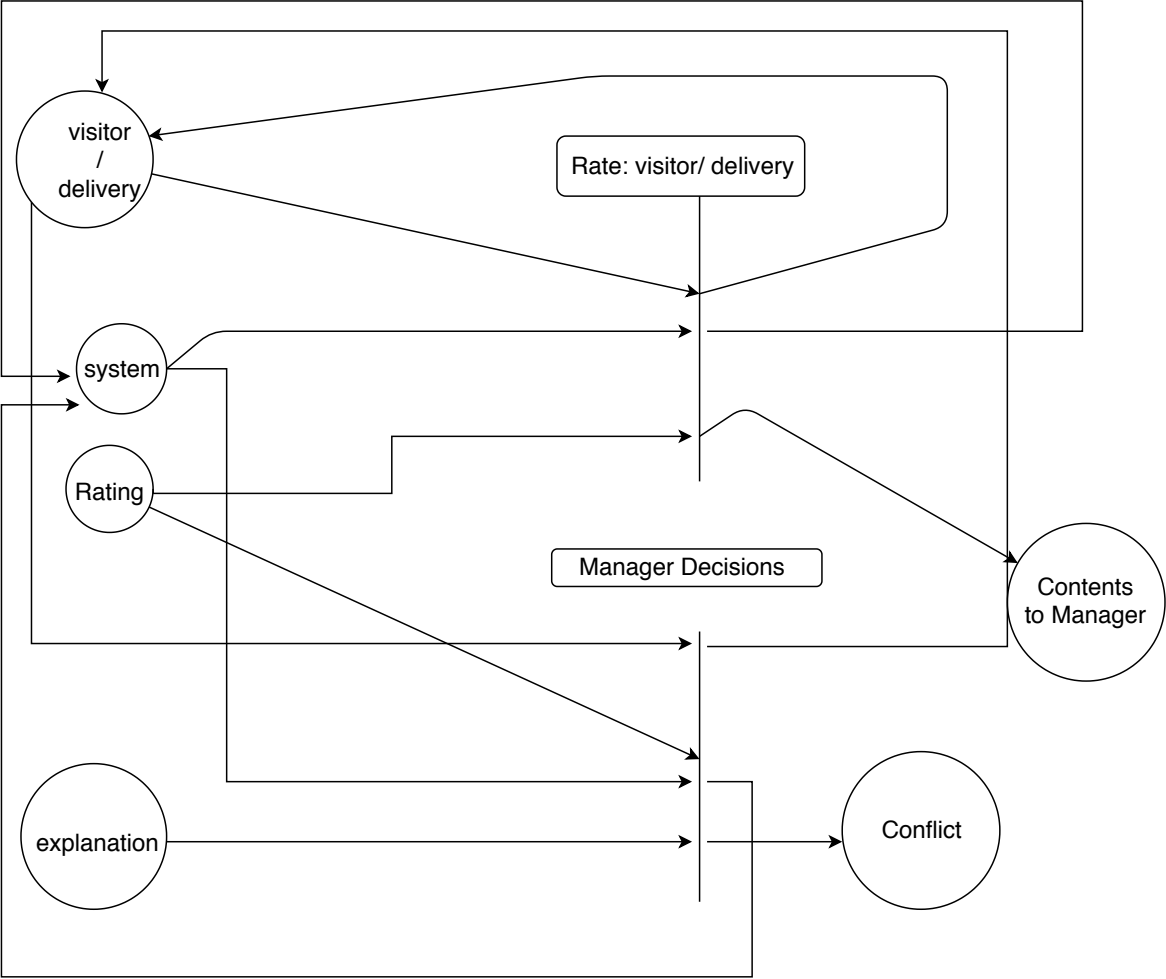 visitor
/
delivery
Rate: visitor/ delivery
system
Rating
Manager Decisions
Contents
to Manager
explanation
Conflict